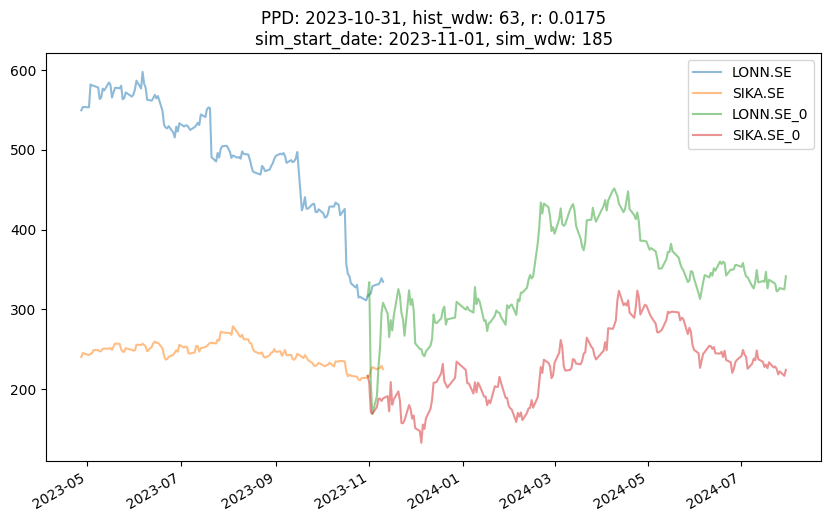 PPD: 2023-10-31, hist_wdw: 63, r: 0.0175
sim_start_date: 2023-11-01, sim_wdw: 185
LONN.SE
SIKA.SE
LONN.SE_0
SIKA.SE_0
600
500
400
300
200
2023-05
2023-07
2023-09
2023-11
2024-01
2024-03
2024-05
2024-07